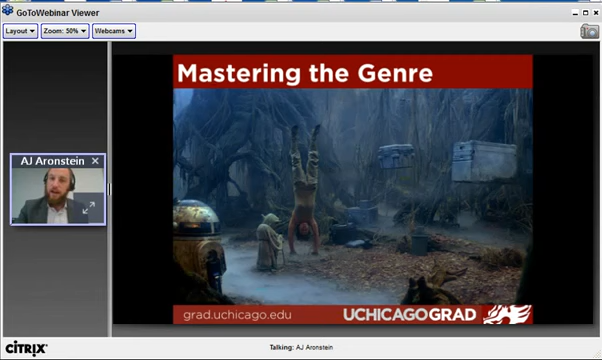 GoToWebinar Viewer
Layout
Zoom: 50%
Webcams
AJ Aronstein
Mastering the Genre
grad.uchicago.edu
UCHICAGOGRAD
CITRIX
Talking: AJ Aronstein